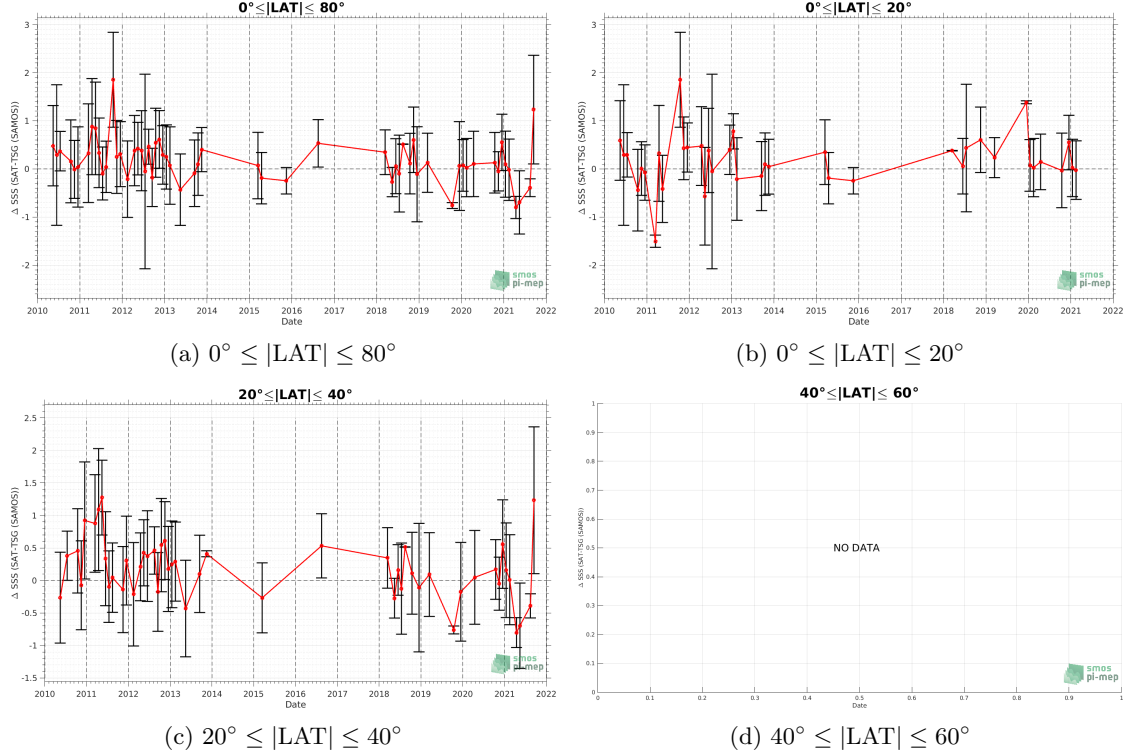 0°≤|LAT|≤ 80°
3
2
1
0
-1
-2
Δ SSS (SAT-TSG (SAMOS))
2010 2011 2012 2013 2014 2015 2016 2017 2018 2019 2020 2021 2022
Date
smos
pi-mep
(a) 0° ≤ |LAT| ≤ 80°
0°≤|LAT|≤ 20°
3
2
1
0
-1
-2
Δ SSS (SAT-TSG (SAMOS))
2010 2011 2012 2013 2014 2015 2016 2017 2018 2019 2020 2021 2022
Date
smos
pi-mep
(b) 0° ≤ |LAT| ≤ 20°
20°≤|LAT|≤ 40°
2.5
2
1.5
1
0.5
0
-0.5
-1
-1.5
Δ SSS (SAT-TSG (SAMOS))
2010 2011 2012 2013 2014 2015 2016 2017 2018 2019 2020 2021 2022
Date
smos
pi-mep
(c) 20° ≤ |LAT| ≤ 40°
40°≤|LAT|≤ 60°
1
0.9
0.8
0.7
0.6
0.5
0.4
0.3
0.2
0.1
0
Δ SSS (SAT-TSG (SAMOS))
NO DATA
0 0.1 0.2 0.3 0.4 0.5 0.6 0.7 0.8 0.9 1
Date
smos
pi-mep
(d) 40° ≤ |LAT| ≤ 60°